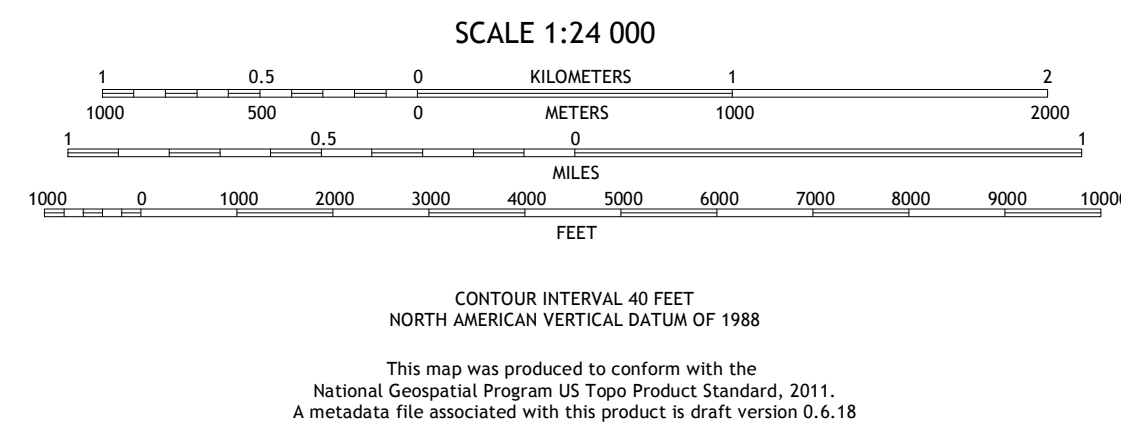 SCALE 1:24 000
1 0.5 0 KILOMETERS 1 2
1000 500 0 METERS 1000 2000
1 0.5 0 1
MILES
1000 0 1000 2000 3000 4000 5000 6000 7000 8000 9000 10000
FEET
CONTOUR INTERVAL 40 FEET
NORTH AMERICAN VERTICAL DATUM OF 1988
This map was produced to conform with the
National Geospatial Program US Topo Product Standard, 2011.
A metadata file associated with this product is draft version 0.6.18